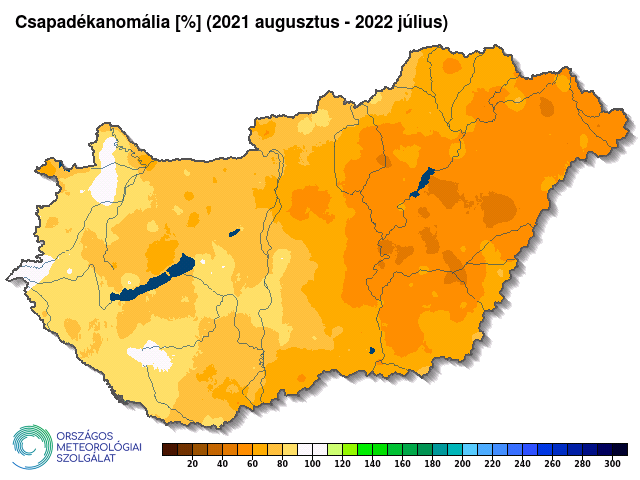 Csapadékanomália [%] (2021 augusztus - 2022 július)
ORSZÁGOS
METEOROLÓGIAI
SZOLGÁLAT
20 40 60 80 100 120 140 160 180 200 220 240 260 280 300